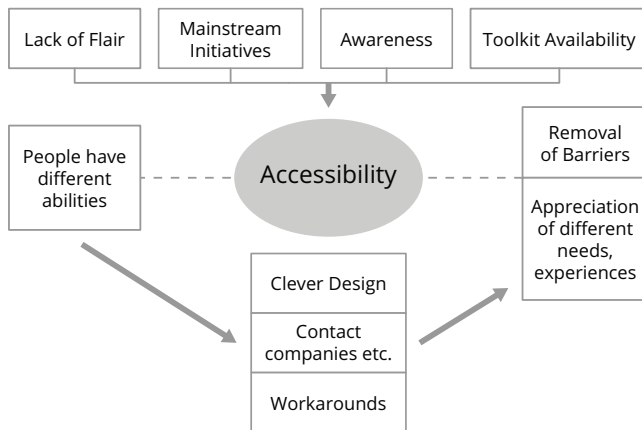 Lack of Flair
Mainstream
Initiatives
Awareness
Toolkit Availability
People have
different
abilities
Accessibility
Removal
of Barriers
Appreciation
of different
needs,
experiences
Clever Design
Contact
companies etc.
Workarounds